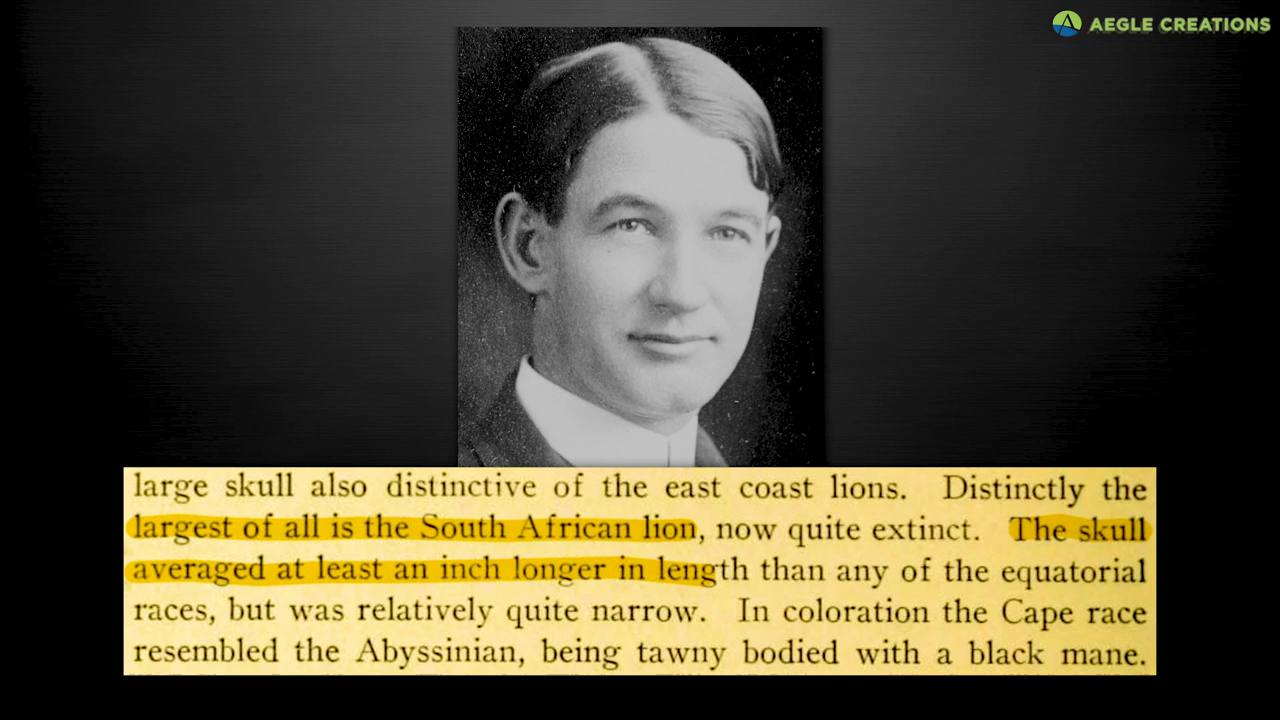 AEGLE CREATIONS
large skull also distinctive of the east coast lions. Distinctly the
largest of all is the South African lion, now quite extinct. The skull
averaged at least an inch longer in length than any of the equatorial
races, but was relatively quite narrow. In coloration the Cape race
resembled the Abyssinian, being tawny bodied with a black mane.